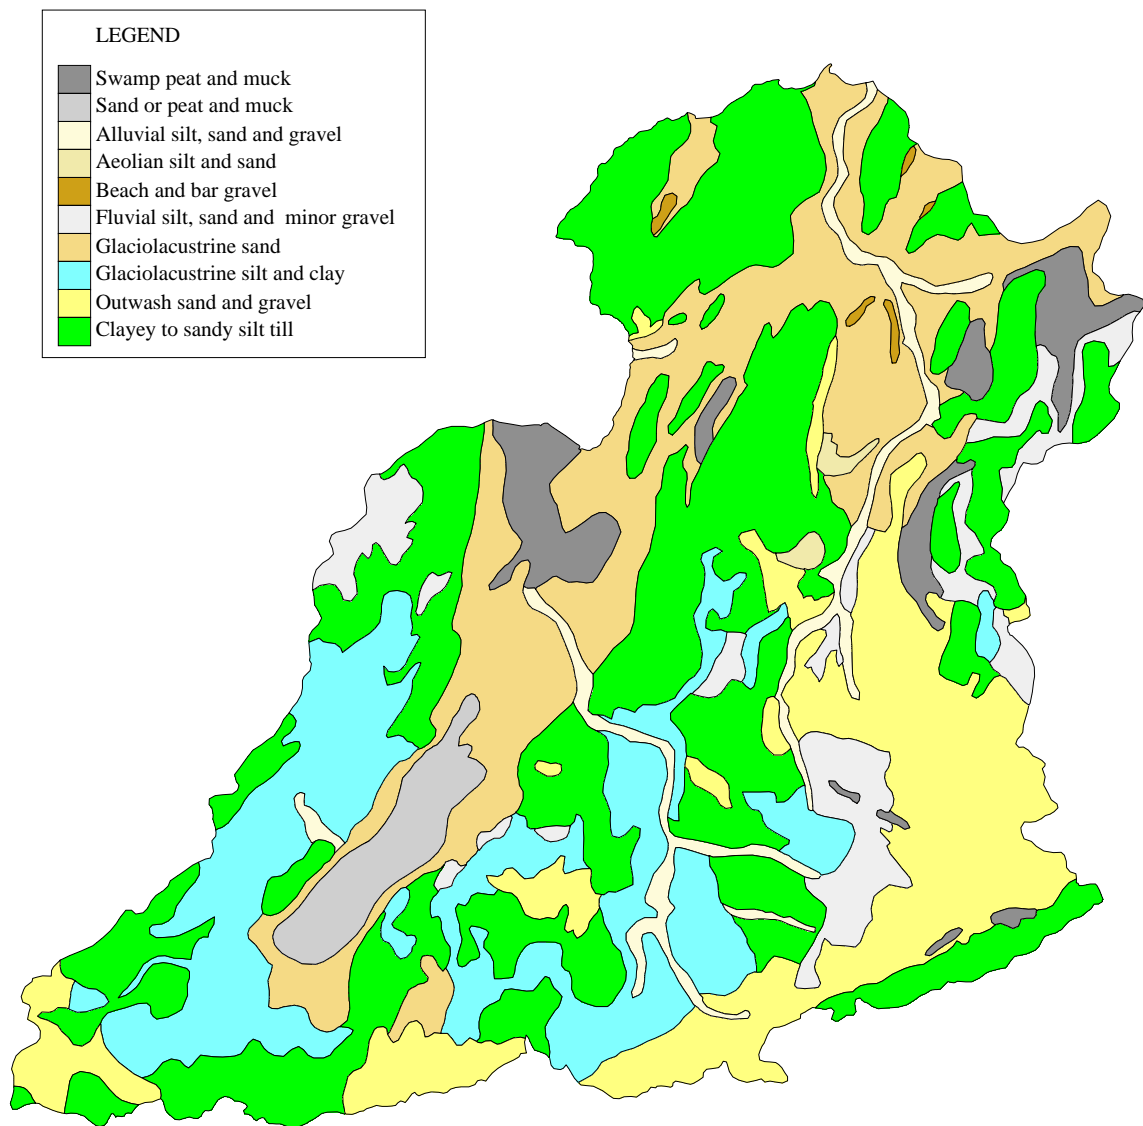 LEGEND
Swamp peat and muck
Sand or peat and muck
Alluvial silt, sand and gravel
Aeolian silt and sand
Beach and bar gravel
Fluvial silt, sand and minor gravel
Glaciolacustrine sand
Glaciolacustrine silt and clay
Outwash sand and gravel
Clayey to sandy silt till